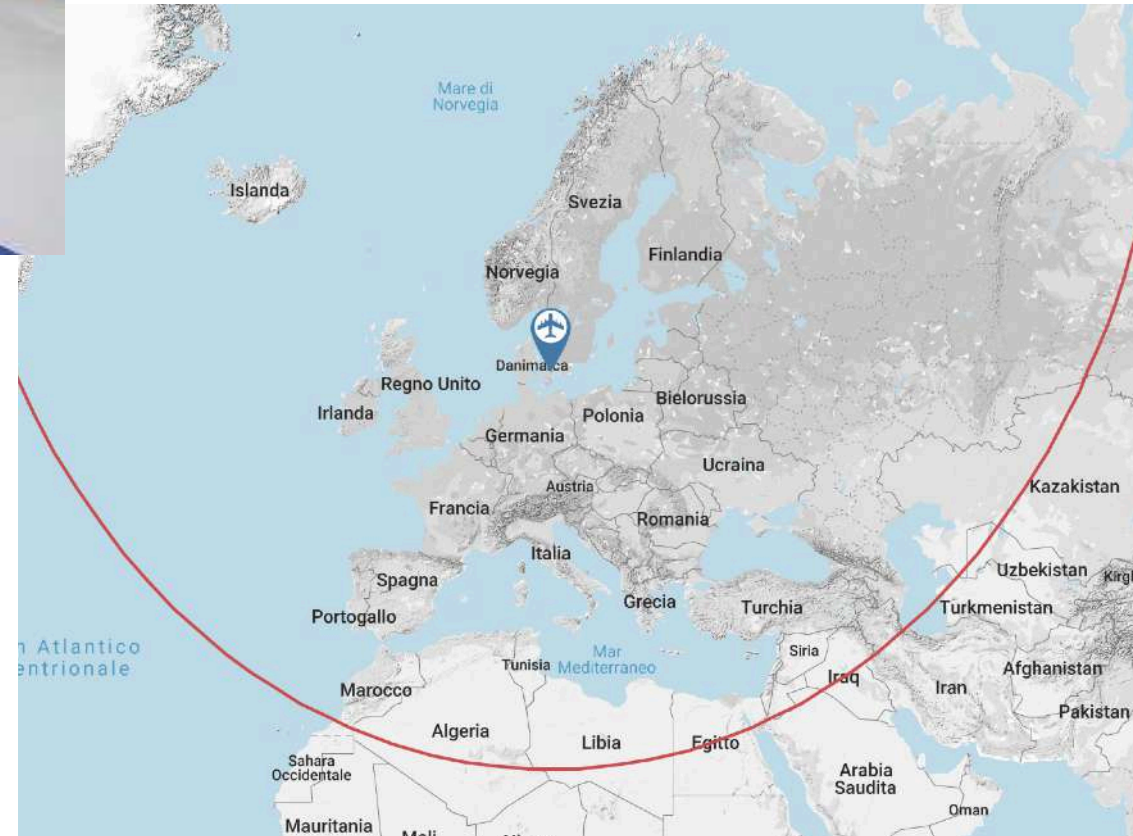 Mare di
Norvegia
Islanda
Svezia
Finlandia
Norvegia
Danimarca
Regno Unito
Irlanda
Bielorussia
Polonia
Germania
Ucraina
Austria
Kazakistan
Francia
Romania
Italia
Uzbekistan
Kirgh
Spagna
Grecia
Turchia
Turkmenistan
Portogallo
n Atlantico
entrionale
Mar
Mediterraneo
Tunisia
Siria
Afghanistan
Iraq
Iran
Marocco
Pakistan
Algeria
Libia
Egitto
Sahara
Occidentale
Arabia
Saudita
Oman
Mauritania
Mali